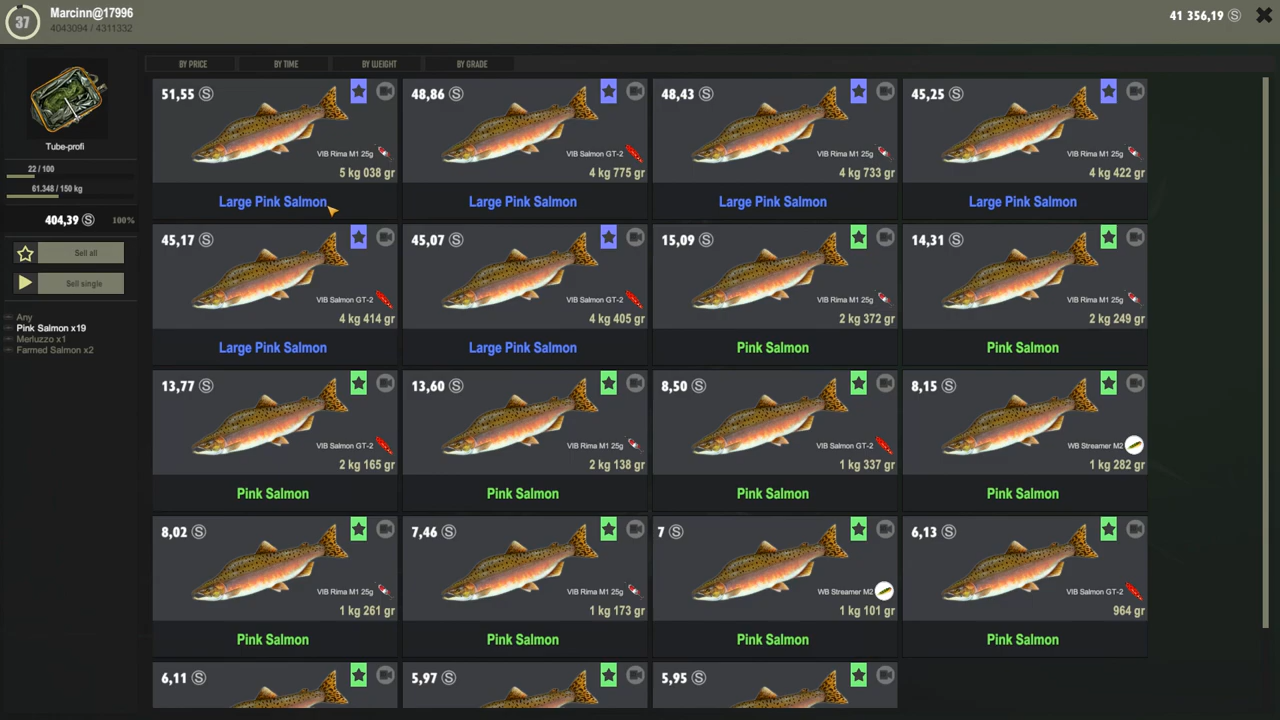 37
Marcinn@17996
4043094 / 4311332
41 356,19 S
BY PRICE BY TIME BY WEIGHT BY GRADE
Tube-profi
22 / 100
61.348 / 150 kg
404,39 S 100%
Sell all
Sell single
Any
Pink Salmon x19
Merluzzo x1
Farmed Salmon x2
51,55 S
VIB Rima M1 25g
5 kg 038 gr
Large Pink Salmon
48,86 S
VIB Salmon GT-2
4 kg 775 gr
Large Pink Salmon
48,43 S
VIB Rima M1 25g
4 kg 733 gr
Large Pink Salmon
45,25 S
VIB Rima M1 25g
4 kg 422 gr
Large Pink Salmon
45,17 S
VIB Salmon GT-2
4 kg 414 gr
Large Pink Salmon
45,07 S
VIB Salmon GT-2
4 kg 405 gr
Large Pink Salmon
15,09 S
VIB Rima M1 25g
2 kg 372 gr
Pink Salmon
14,31 S
VIB Rima M1 25g
2 kg 249 gr
Pink Salmon
13,77 S
VIB Salmon GT-2
2 kg 165 gr
Pink Salmon
13,60 S
VIB Rima M1 25g
2 kg 138 gr
Pink Salmon
8,50 S
VIB Salmon GT-2
1 kg 337 gr
Pink Salmon
8,15 S
WB Streamer M2
1 kg 282 gr
Pink Salmon
8,02 S
VIB Rima M1 25g
1 kg 261 gr
Pink Salmon
7,46 S
VIB Rima M1 25g
1 kg 173 gr
Pink Salmon
7 S
WB Streamer M2
1 kg 101 gr
Pink Salmon
6,13 S
VIB Salmon GT-2
964 gr
Pink Salmon
6,11 S
5,97 S
5,95 S